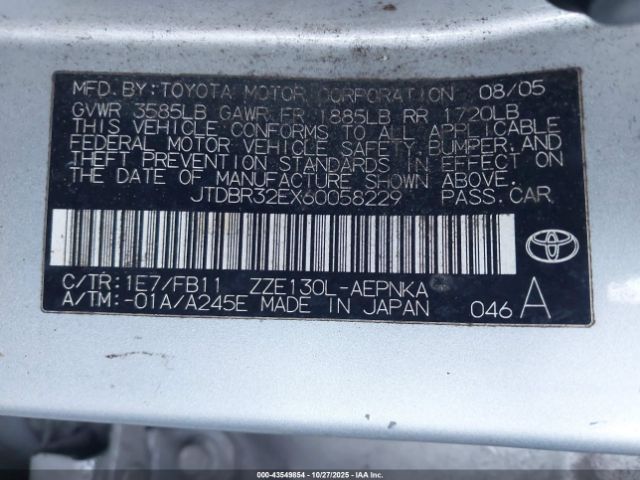 MFD. BY: TOYOTA MOTOR CORPORATION 08/05
GVWR 3585LB GAWR FR 1885LB RR 1720LB
THIS VEHICLE CONFORMS TO ALL APPLICABLE
FEDERAL MOTOR VEHICLE SAFETY, BUMPER, AND
THEFT PREVENTION STANDARDS IN EFFECT ON
THE DATE OF MANUFACTURE SHOWN ABOVE.
JTDBR32EX60058229 PASS. CAR
TOYOTA
C/TR: 1E7/FB11 ZZE130L-AEPNKA
A/TM: -01A/A245E MADE IN JAPAN 046 A
000-43549854 | 10/27/2025 - IAAI.com